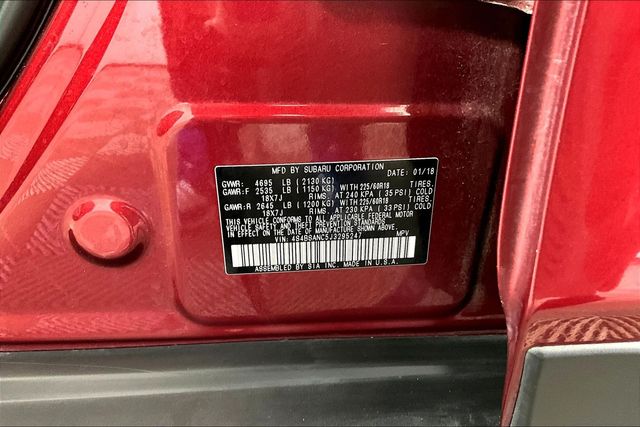 MFD BY SUBARU CORPORATION DATE: 01/18
GVWR: 4695 LB (2130 KG)
GAWR:F 2535 LB (1150 KG) WITH 225/60R18 TIRES,
18X7J RIMS AT 240 KPA (35 PSI) COLD
GAWR:R 2645 LB (1200 KG) WITH 225/60R18 TIRES,
18X7J RIMS AT 230 KPA (33 PSI) COLD
THIS VEHICLE CONFORMS TO ALL APPLICABLE FEDERAL MOTOR
VEHICLE SAFETY, BUMPER, AND THEFT PREVENTION STANDARDS
IN EFFECT ON THE DATE OF MANUFACTURE SHOWN ABOVE.
VIN: 4S4BSANC5J3295247 MPV
ASSEMBLED BY SIA INC. MADE IN U.S.A.